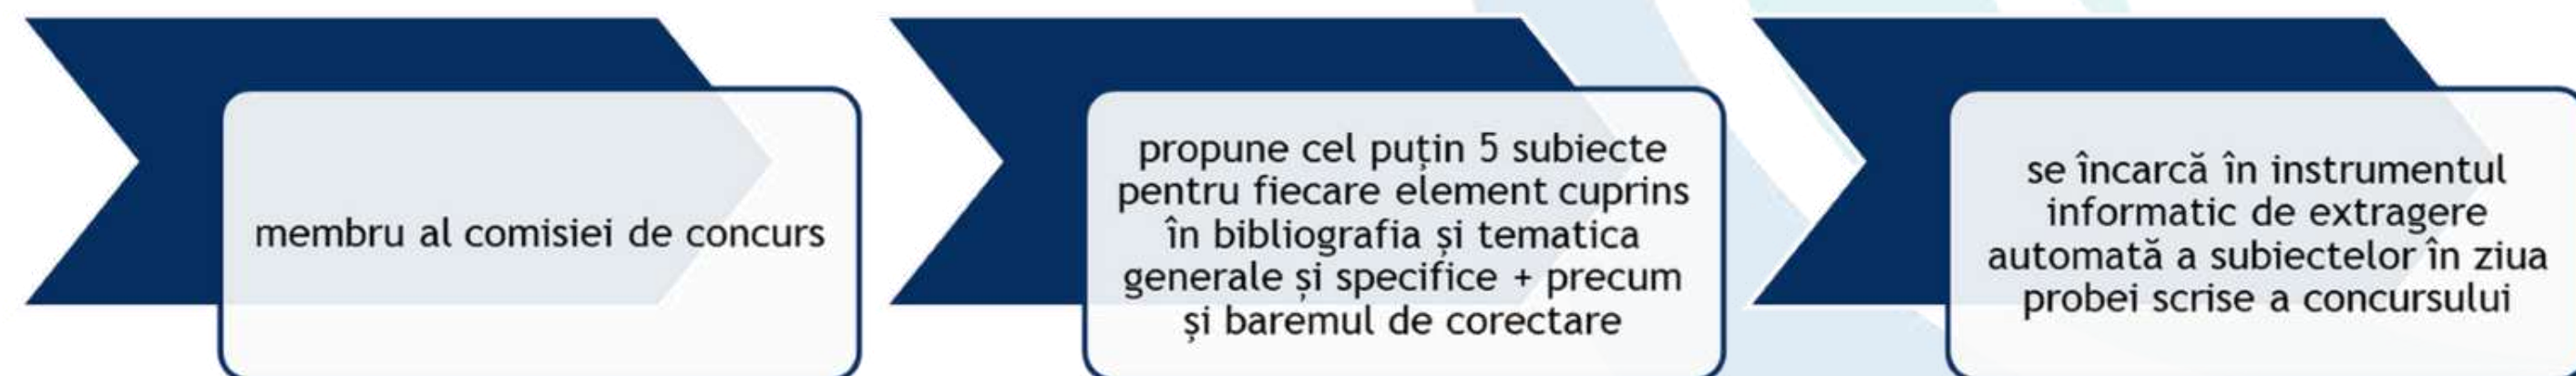 membru al comisiei de concurs
propune cel puțin 5 subiecte
pentru fiecare element cuprins
în bibliografia și tematica
generale și specifice + precum
și baremul de corectare
se încarcă în instrumentul
informatic de extragere
automată a subiectelor în ziua
probei scrise a concursului